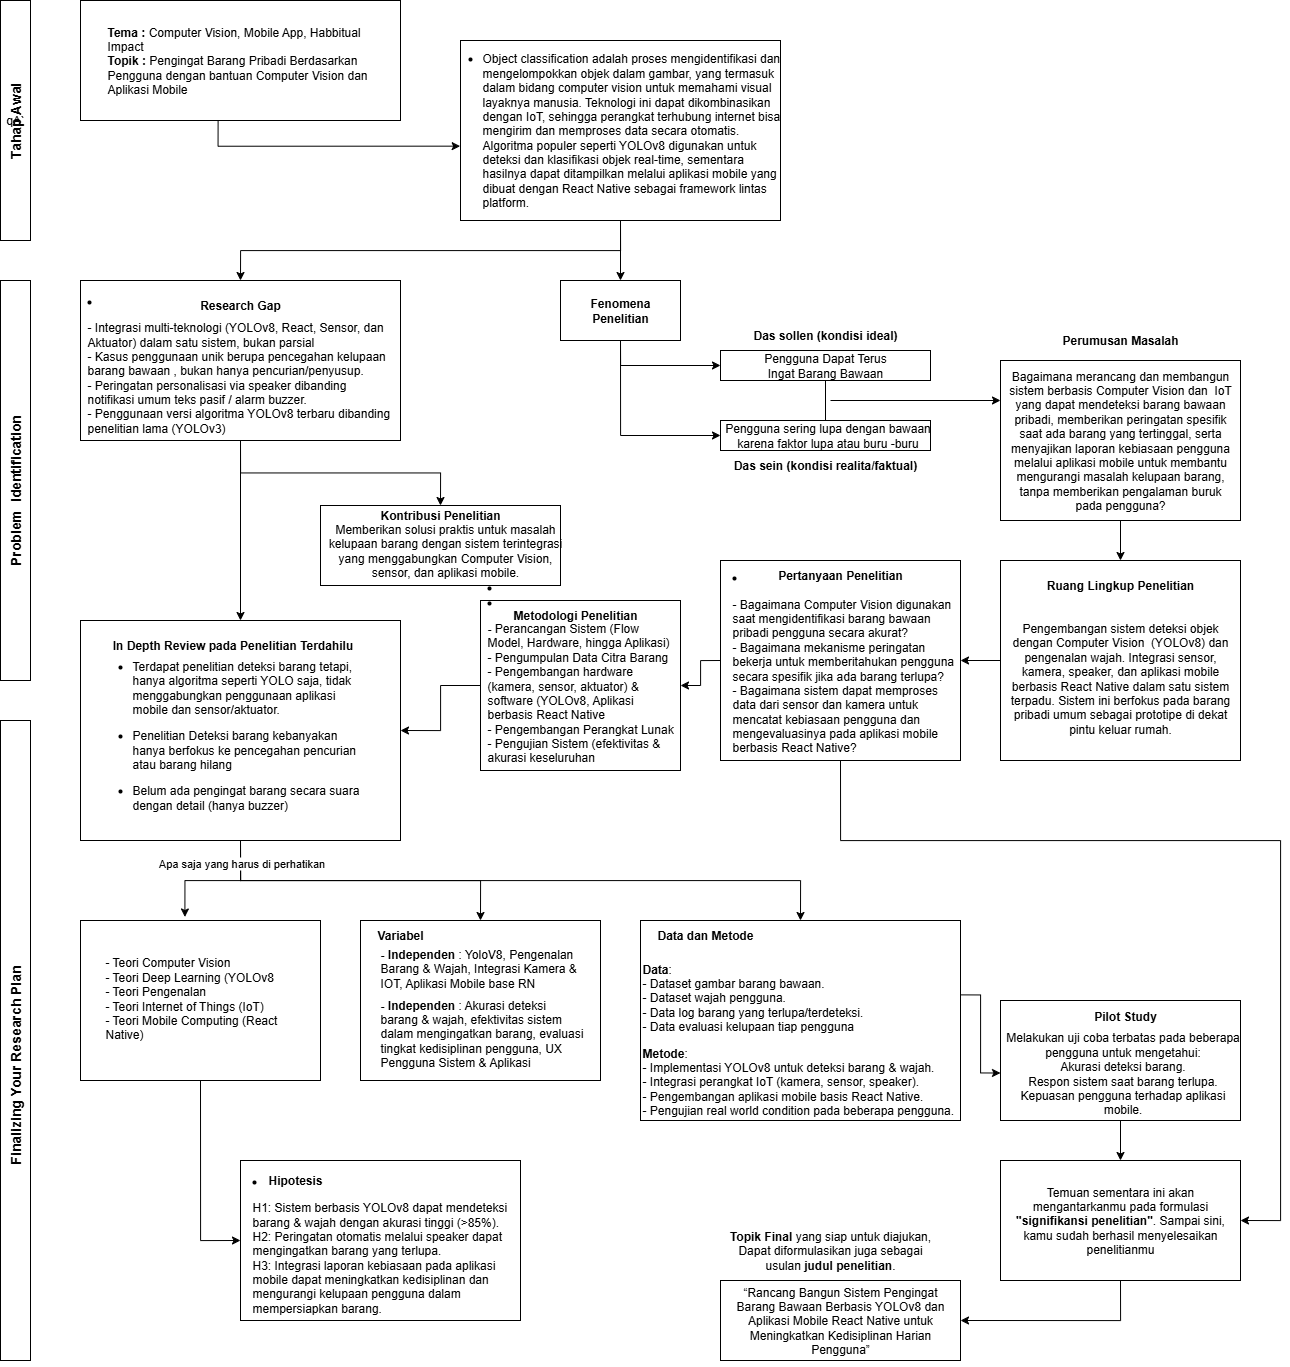 Tahap Awal
q
Tema : Computer Vision, Mobile App, Habbitual
Impact
Topik : Pengingat Barang Pribadi Berdasarkan
Pengguna dengan bantuan Computer Vision dan
Aplikasi Mobile
• Object classification adalah proses mengidentifikasi dan
mengelompokkan objek dalam gambar, yang termasuk
dalam bidang computer vision untuk memahami visual
layaknya manusia. Teknologi ini dapat dikombinasikan
dengan IoT, sehingga perangkat terhubung internet bisa
mengirim dan memproses data secara otomatis.
Algoritma populer seperti YOLOv8 digunakan untuk
deteksi dan klasifikasi objek real-time, sementara
hasilnya dapat ditampilkan melalui aplikasi mobile yang
dibuat dengan React Native sebagai framework lintas
platform.
Problem Identification
•
Research Gap
- Integrasi multi-teknologi (YOLOv8, React, Sensor, dan
Aktuator) dalam satu sistem, bukan parsial
- Kasus penggunaan unik berupa pencegahan kelupaan
barang bawaan , bukan hanya pencurian/penyusup.
- Peringatan personalisasi via speaker dibanding
notifikasi umum teks pasif / alarm buzzer.
- Penggunaan versi algoritma YOLOv8 terbaru dibanding
penelitian lama (YOLOv3)
Fenomena
Penelitian
Das sollen (kondisi ideal)
Pengguna Dapat Terus
Ingat Barang Bawaan
Pengguna sering lupa dengan bawaan
karena faktor lupa atau buru -buru
Das sein (kondisi realita/faktual)
Perumusan Masalah
Bagaimana merancang dan membangun
sistem berbasis Computer Vision dan IoT
yang dapat mendeteksi barang bawaan
pribadi, memberikan peringatan spesifik
saat ada barang yang tertinggal, serta
menyajikan laporan kebiasaan pengguna
melalui aplikasi mobile untuk membantu
mengurangi masalah kelupaan barang,
tanpa memberikan pengalaman buruk
pada pengguna?
Kontribusi Penelitian
Memberikan solusi praktis untuk masalah
kelupaan barang dengan sistem terintegrasi
yang menggabungkan Computer Vision,
sensor, dan aplikasi mobile.
•
•
Metodologi Penelitian
- Perancangan Sistem (Flow
Model, Hardware, hingga Aplikasi)
- Pengumpulan Data Citra Barang
- Pengembangan hardware
(kamera, sensor, aktuator) &
software (YOLOv8, Aplikasi
berbasis React Native
- Pengembangan Perangkat Lunak
- Pengujian Sistem (efektivitas &
akurasi keseluruhan
• Pertanyaan Penelitian
- Bagaimana Computer Vision digunakan
saat mengidentifikasi barang bawaan
pribadi pengguna secara akurat?
- Bagaimana mekanisme peringatan
bekerja untuk memberitahukan pengguna
secara spesifik jika ada barang terlupa?
- Bagaimana sistem dapat memproses
data dari sensor dan kamera untuk
mencatat kebiasaan pengguna dan
mengevaluasinya pada aplikasi mobile
berbasis React Native?
Ruang Lingkup Penelitian
Pengembangan sistem deteksi objek
dengan Computer Vision (YOLOv8) dan
pengenalan wajah. Integrasi sensor,
kamera, speaker, dan aplikasi mobile
berbasis React Native dalam satu sistem
terpadu. Sistem ini berfokus pada barang
pribadi umum sebagai prototipe di dekat
pintu keluar rumah.
In Depth Review pada Penelitian Terdahilu
• Terdapat penelitian deteksi barang tetapi,
hanya algoritma seperti YOLO saja, tidak
menggabungkan penggunaan aplikasi
mobile dan sensor/aktuator.
• Penelitian Deteksi barang kebanyakan
hanya berfokus ke pencegahan pencurian
atau barang hilang
• Belum ada pengingat barang secara suara
dengan detail (hanya buzzer)
Finalizing Your Research Plan
Apa saja yang harus di perhatikan
- Teori Computer Vision
- Teori Deep Learning (YOLOv8
- Teori Pengenalan
- Teori Internet of Things (IoT)
- Teori Mobile Computing (React
Native)
Variabel
- Independen : YoloV8, Pengenalan
Barang & Wajah, Integrasi Kamera &
IOT, Aplikasi Mobile base RN
- Independen : Akurasi deteksi
barang & wajah, efektivitas sistem
dalam mengingatkan barang, evaluasi
tingkat kedisiplinan pengguna, UX
Pengguna Sistem & Aplikasi
Data dan Metode
Data:
- Dataset gambar barang bawaan.
- Dataset wajah pengguna.
- Data log barang yang terlupa/terdeteksi.
- Data evaluasi kelupaan tiap pengguna
Metode:
- Implementasi YOLOv8 untuk deteksi barang & wajah.
- Integrasi perangkat IoT (kamera, sensor, speaker).
- Pengembangan aplikasi mobile basis React Native.
- Pengujian real world condition pada beberapa pengguna.
Pilot Study
Melakukan uji coba terbatas pada beberapa
pengguna untuk mengetahui:
Akurasi deteksi barang.
Respon sistem saat barang terlupa.
Kepuasan pengguna terhadap aplikasi
mobile.
• Hipotesis
H1: Sistem berbasis YOLOv8 dapat mendeteksi
barang & wajah dengan akurasi tinggi (>85%).
H2: Peringatan otomatis melalui speaker dapat
mengingatkan barang yang terlupa.
H3: Integrasi laporan kebiasaan pada aplikasi
mobile dapat meningkatkan kedisiplinan dan
mengurangi kelupaan pengguna dalam
mempersiapkan barang.
Temuan sementara ini akan
mengantarkanmu pada formulasi
"signifikansi penelitian". Sampai sini,
kamu sudah berhasil menyelesaikan
penelitianmu
Topik Final yang siap untuk diajukan,
Dapat diformulasikan juga sebagai
usulan judul penelitian.
“Rancang Bangun Sistem Pengingat
Barang Bawaan Berbasis YOLOv8 dan
Aplikasi Mobile React Native untuk
Meningkatkan Kedisiplinan Harian
Pengguna”